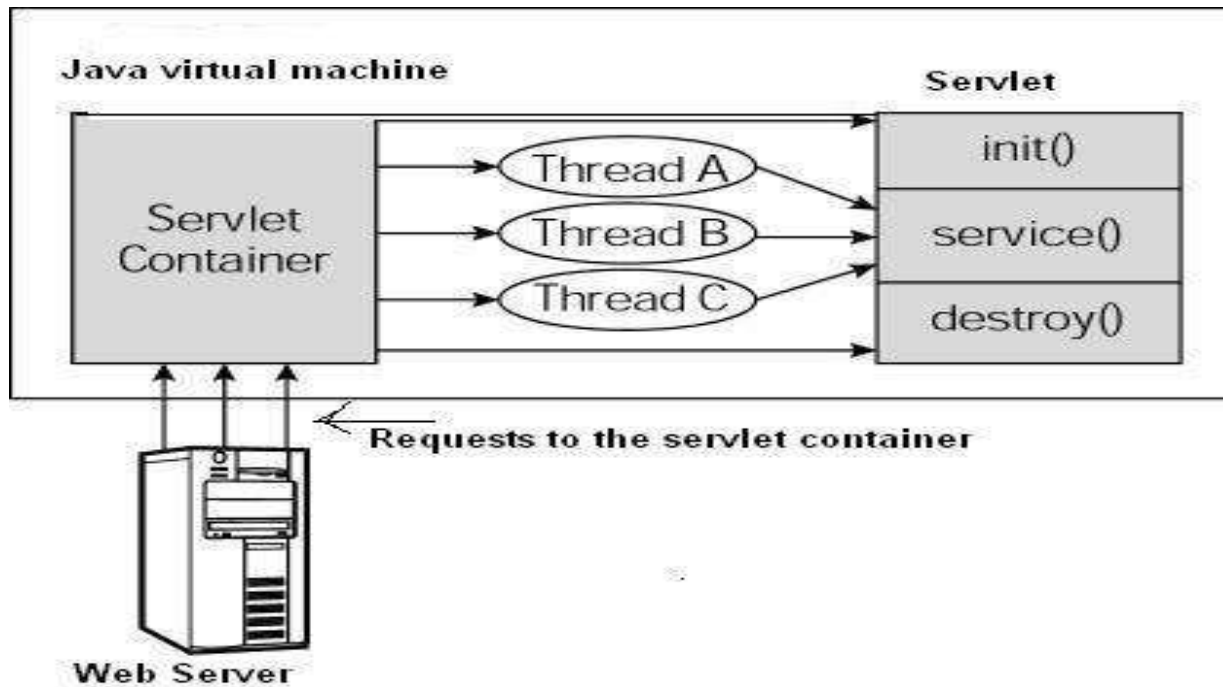 Java virtual machine
Servlet
init()
Thread A
Servlet
Container
Thread B
service()
Thread C
destroy()
Requests to the servlet container
Web Server